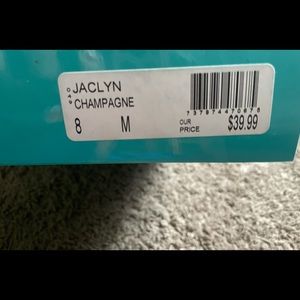 JACLYN
CHAMPAGNE
8 M
OUR
PRICE $39.99